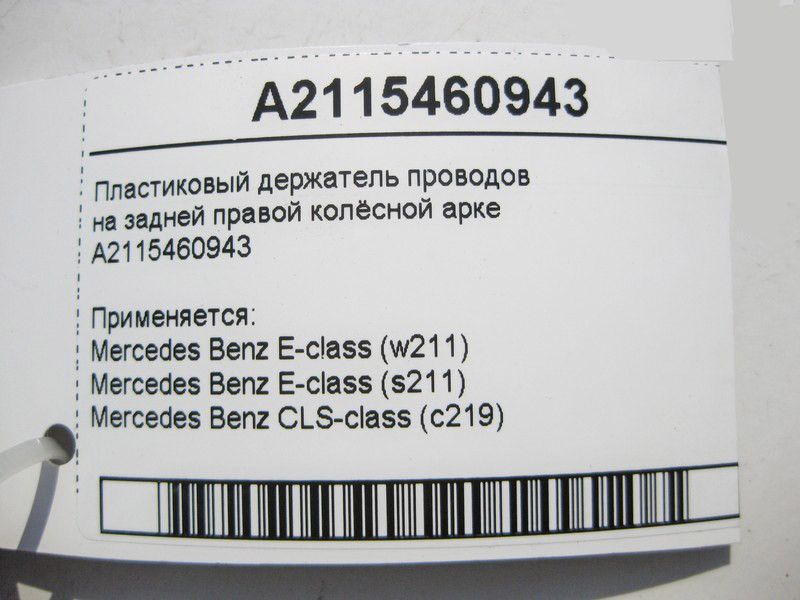 A2115460943
Пластиковый держатель проводов
на задней правой колёсной арке
A2115460943
Применяется:
Mercedes Benz E-class (w211)
Mercedes Benz E-class (s211)
Mercedes Benz CLS-class (c219)